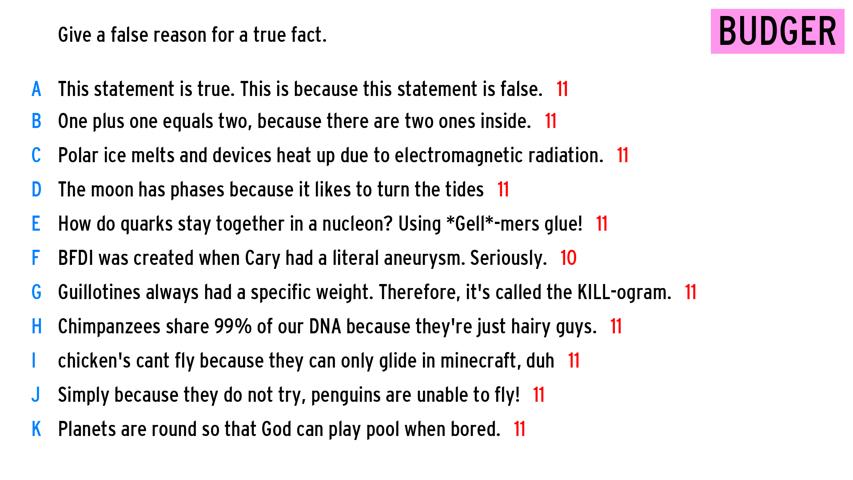 Give a false reason for a true fact.
BUDGER
A This statement is true. This is because this statement is false. 11
B One plus one equals two, because there are two ones inside. 11
C Polar ice melts and devices heat up due to electromagnetic radiation. 11
D The moon has phases because it likes to turn the tides 11
E How do quarks stay together in a nucleon? Using *Gell*-mers glue! 11
F BFDI was created when Cary had a literal aneurysm. Seriously. 10
G Guillotines always had a specific weight. Therefore, it's called the KILL-ogram. 11
H Chimpanzees share 99% of our DNA because they're just hairy guys. 11
I chicken's cant fly because they can only glide in minecraft, duh 11
J Simply because they do not try, penguins are unable to fly! 11
K Planets are round so that God can play pool when bored. 11